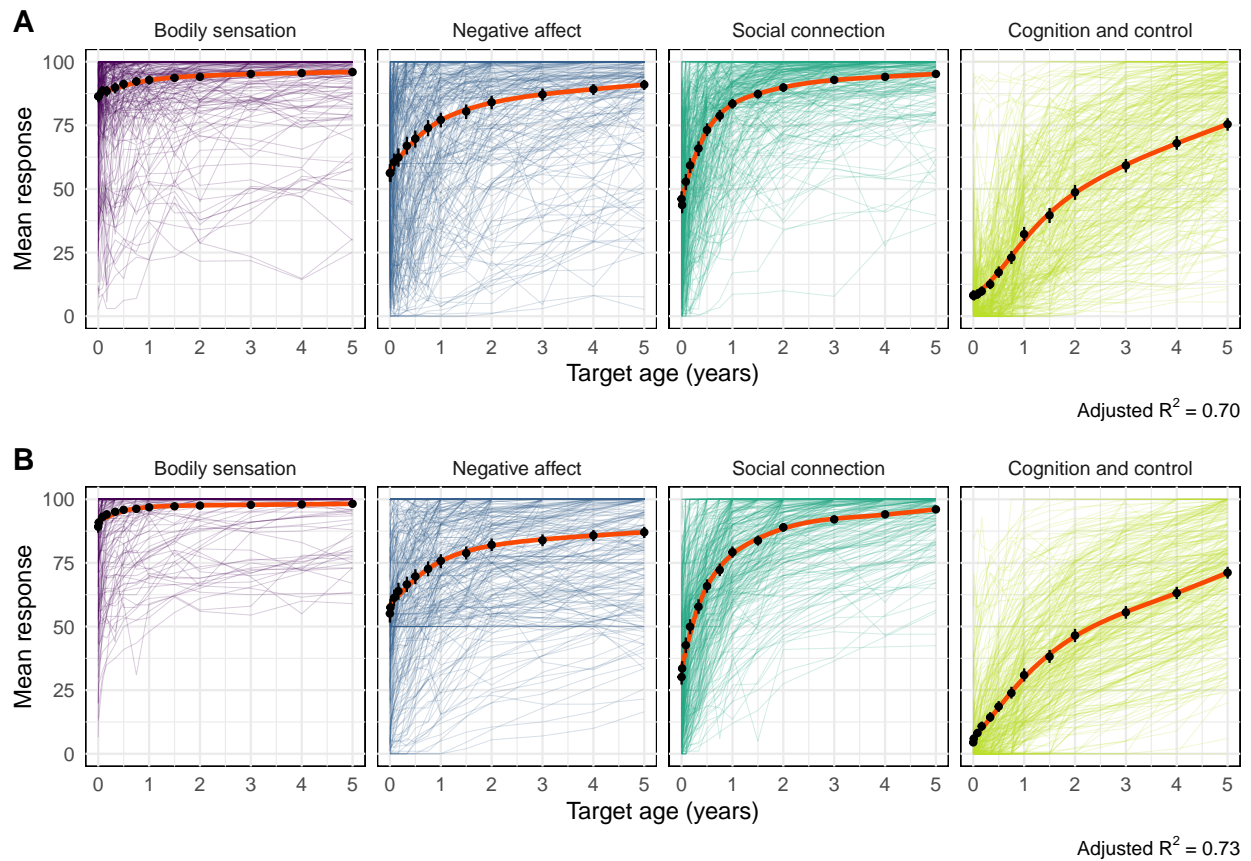 A
Bodily sensation Negative affect Social connection Cognition and control
100
75
50
25
0
Mean response
0 1 2 3 4 5 0 1 2 3 4 5 0 1 2 3 4 5 0 1 2 3 4 5
Target age (years)
Adjusted R² = 0.70
B
Bodily sensation Negative affect Social connection Cognition and control
100
75
50
25
0
Mean response
0 1 2 3 4 5 0 1 2 3 4 5 0 1 2 3 4 5 0 1 2 3 4 5
Target age (years)
Adjusted R² = 0.73